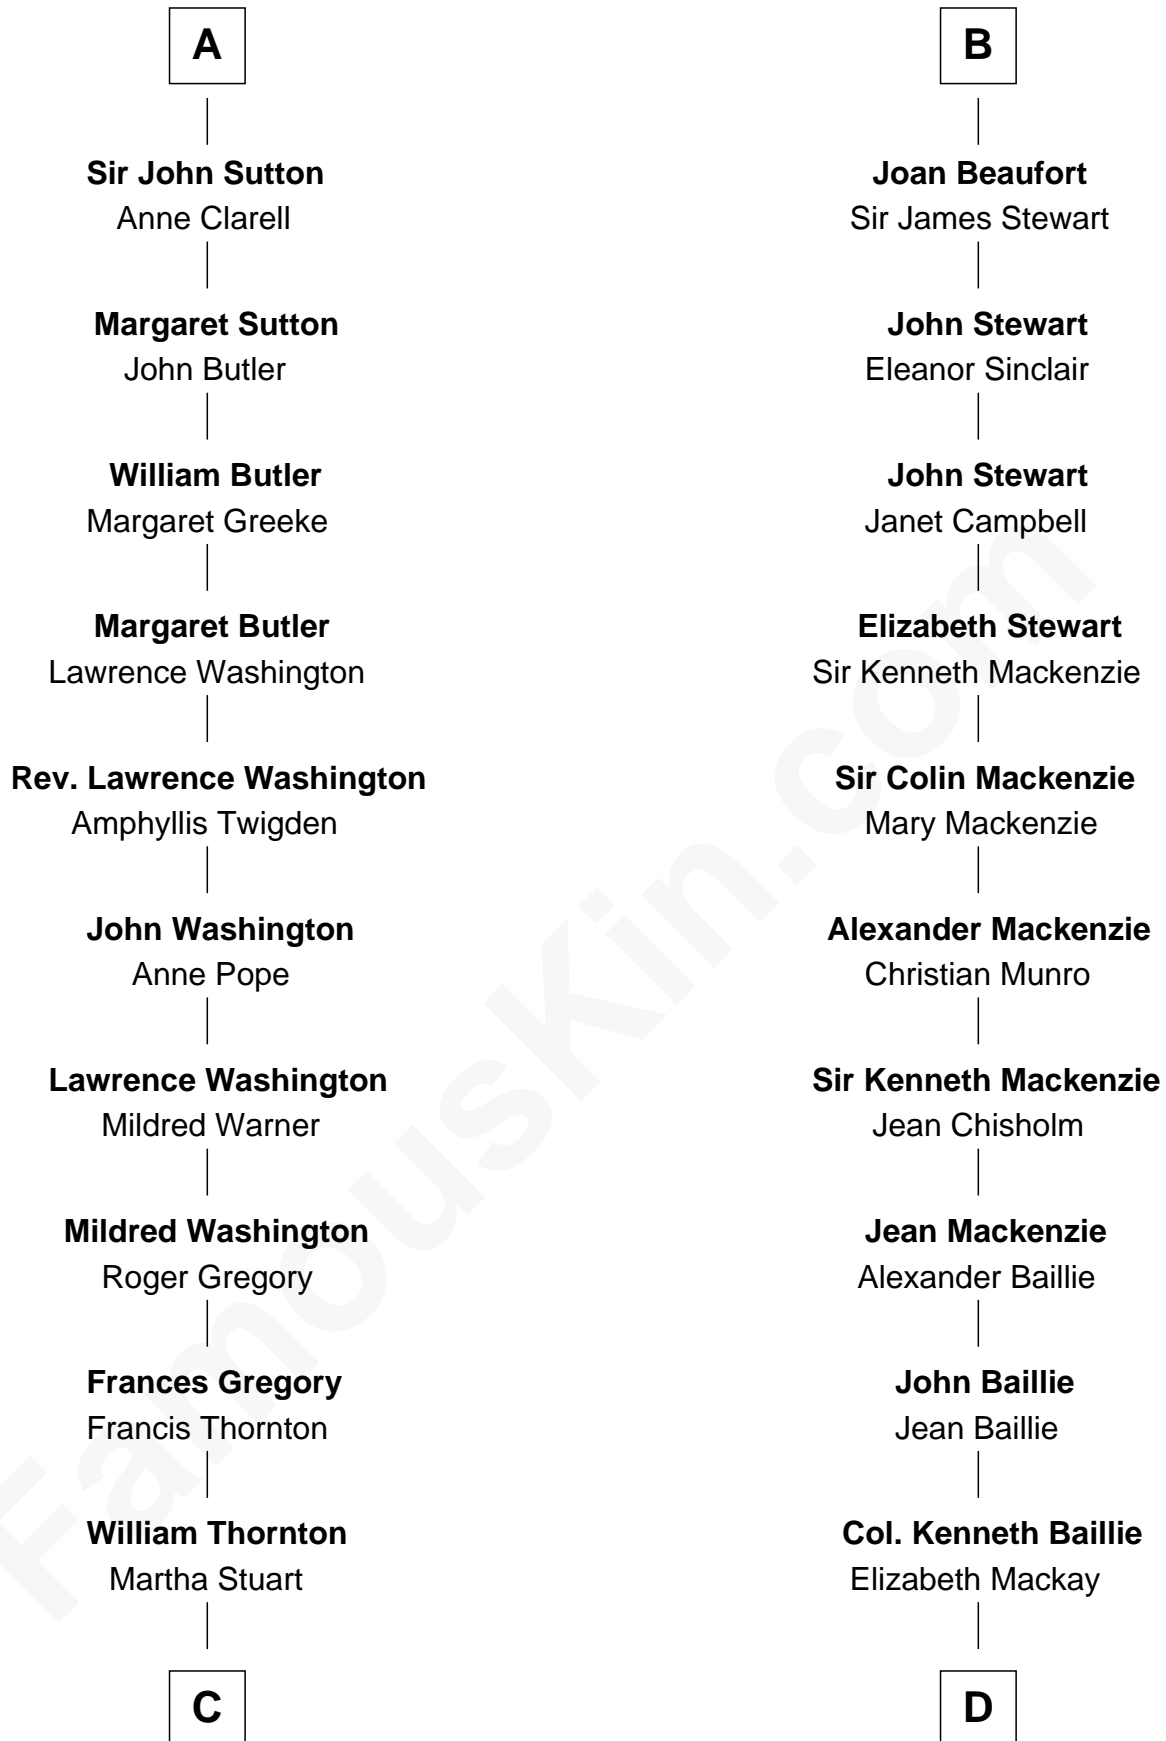 A
Sir John Sutton
Anne Clarell
Margaret Sutton
John Butler
William Butler
Margaret Greeke
Margaret Butler
Lawrence Washington
Rev. Lawrence Washington
Amphyllis Twigden
John Washington
Anne Pope
Lawrence Washington
Mildred Warner
Mildred Washington
Roger Gregory
Frances Gregory
Francis Thornton
William Thornton
Martha Stuart
C
B
Joan Beaufort
Sir James Stewart
John Stewart
Eleanor Sinclair
John Stewart
Janet Campbell
Elizabeth Stewart
Sir Kenneth Mackenzie
Sir Colin Mackenzie
Mary Mackenzie
Alexander Mackenzie
Christian Munro
Sir Kenneth Mackenzie
Jean Chisholm
Jean Mackenzie
Alexander Baillie
John Baillie
Jean Baillie
Col. Kenneth Baillie
Elizabeth Mackay
D
FamousKin.com